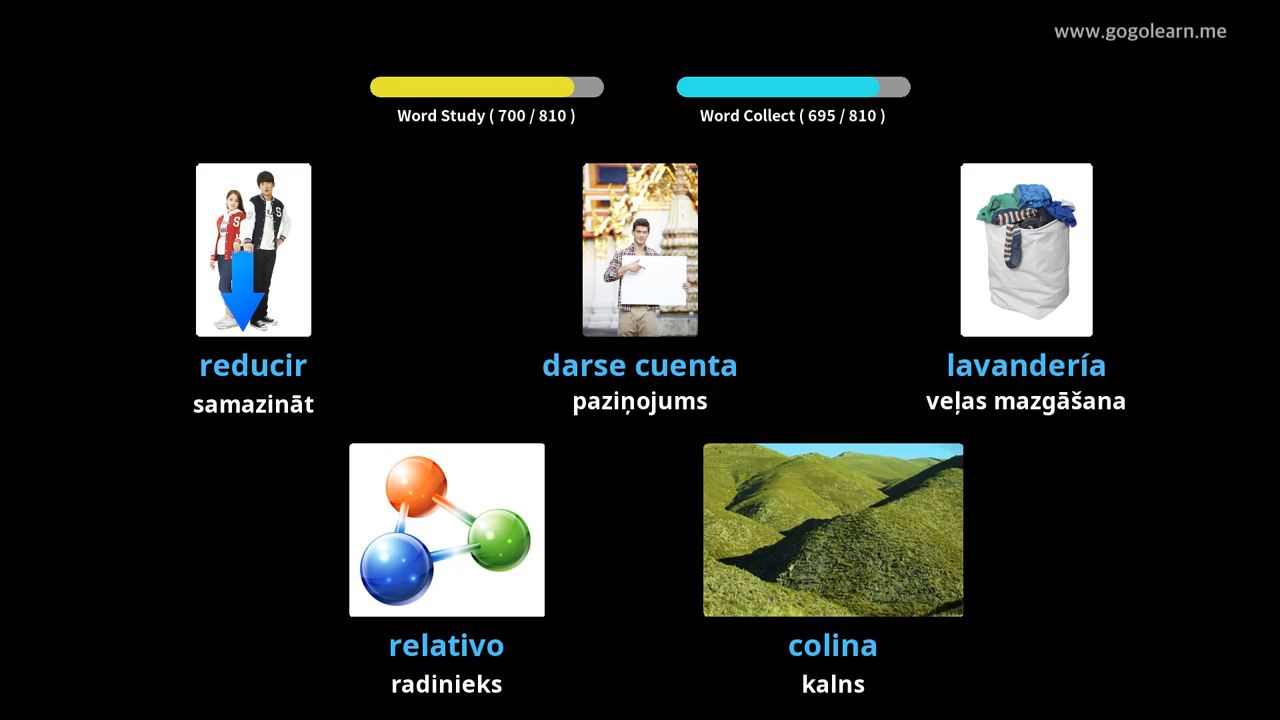 www.gogolearn.me
Word Study ( 700 / 810 )
Word Collect ( 695 / 810 )
reducir
samazināt
darse cuenta
paziņojums
lavandería
veļas mazgāšana
relativo
radinieks
colina
kalns